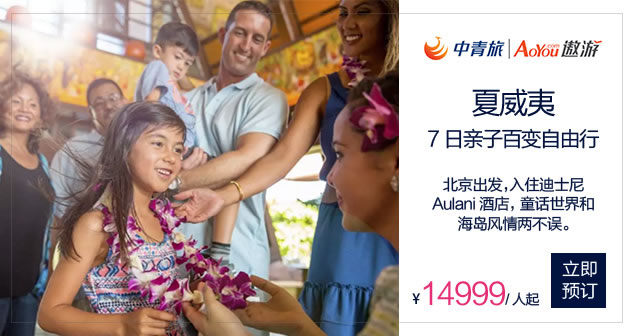 中青旅 | AoYou.com 遨游
夏威夷
7日亲子百变自由行
北京出发,入住迪士尼
Aulani 酒店, 童话世界和
海岛风情两不误。
¥14999/人起
立即
预订